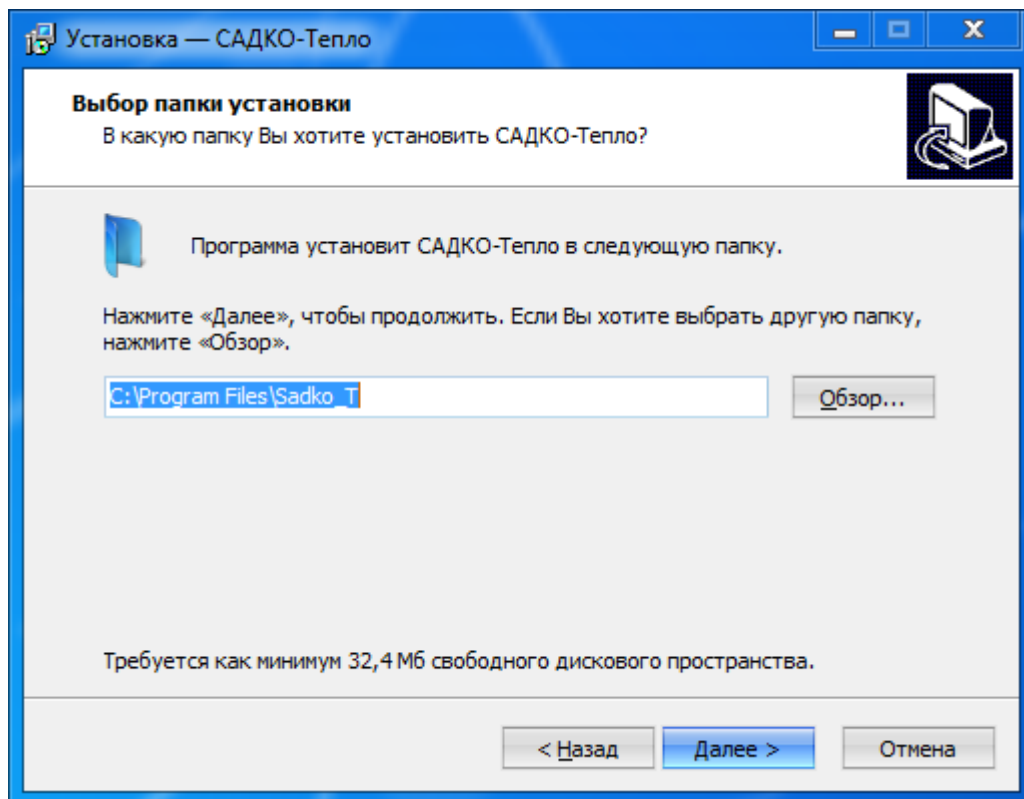 Установка — САДКО-Тепло
Выбор папки установки
В какую папку Вы хотите установить САДКО-Тепло?
Программа установит САДКО-Тепло в следующую папку.
Нажмите «Далее», чтобы продолжить. Если Вы хотите выбрать другую папку,
нажмите «Обзор».
C:\Program Files\Sadko_T
Обзор...
Требуется как минимум 32,4 Мб свободного дискового пространства.
< Назад
Далее >
Отмена